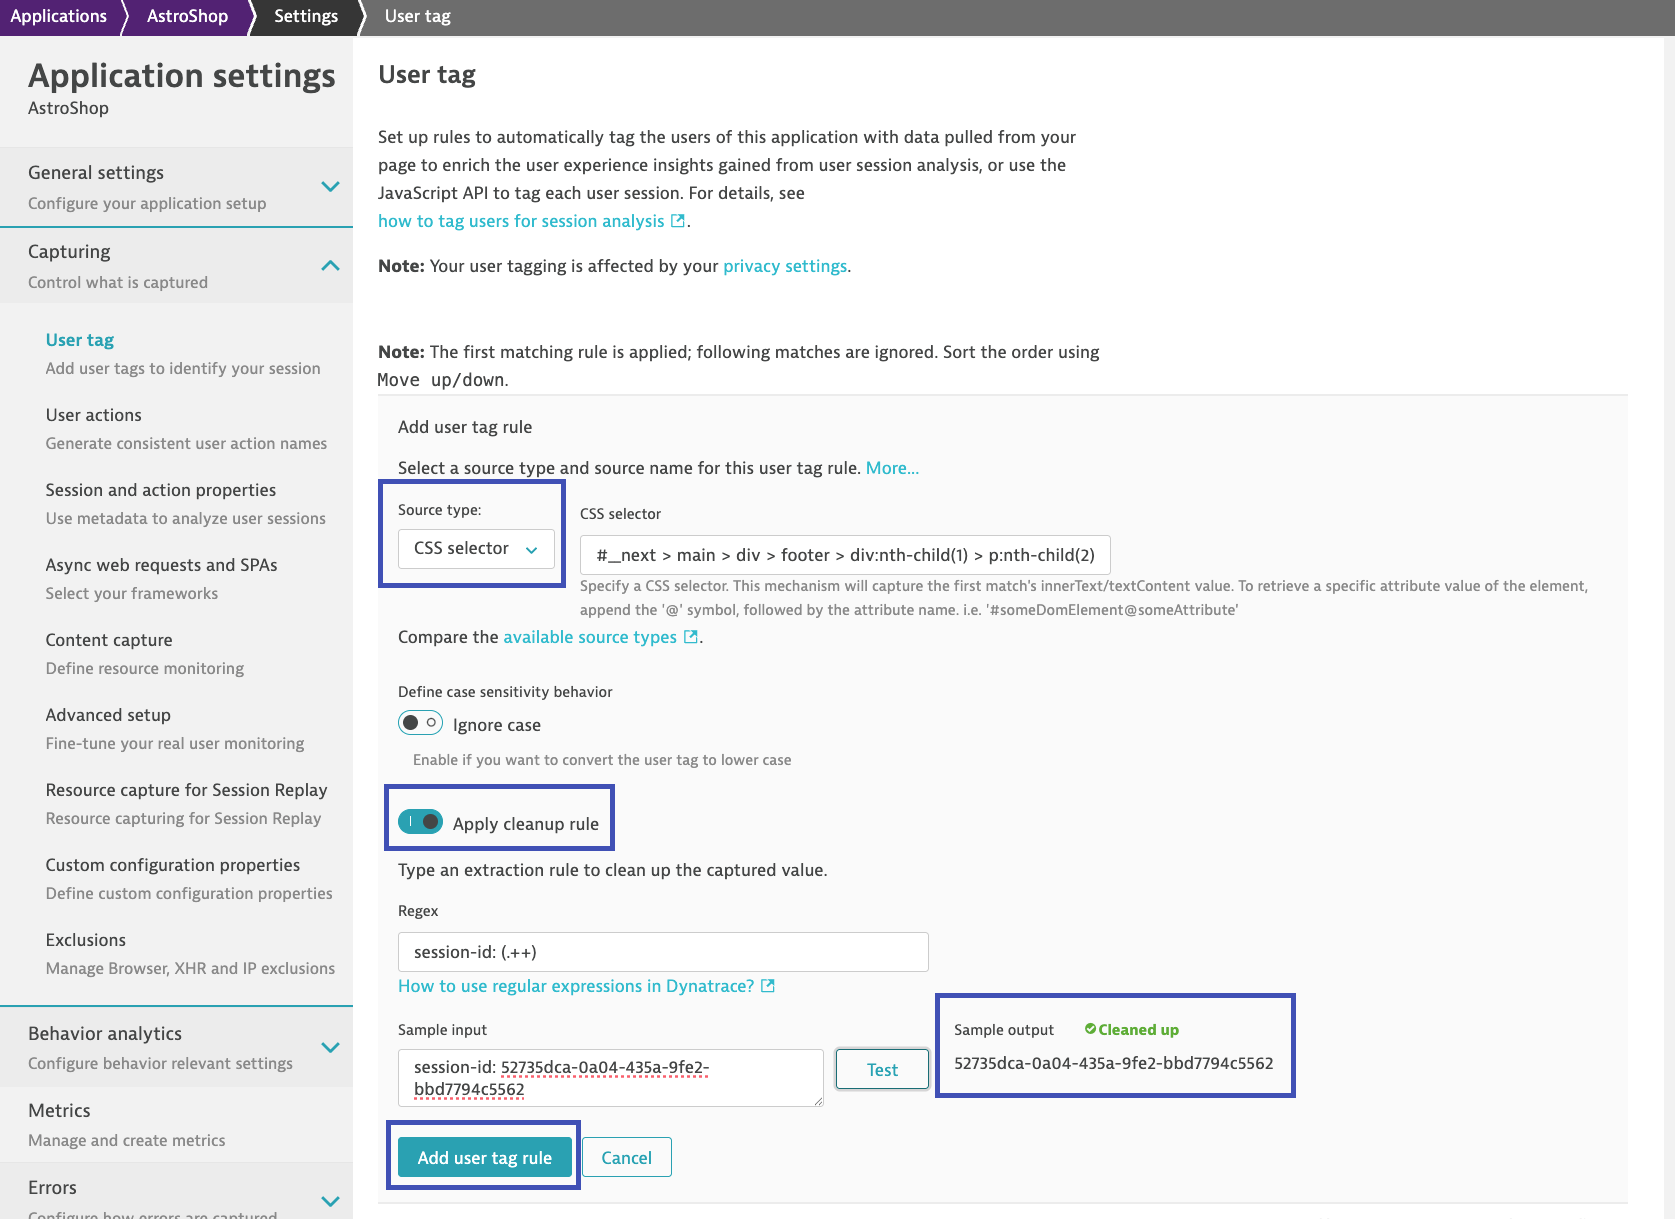 Applications
AstroShop
Settings
User tag
Application settings
AstroShop
General settings
Configure your application setup
Capturing
Control what is captured
User tag
Add user tags to identify your session
User actions
Generate consistent user action names
Session and action properties
Use metadata to analyze user sessions
Async web requests and SPAs
Select your frameworks
Content capture
Define resource monitoring
Advanced setup
Fine-tune your real user monitoring
Resource capture for Session Replay
Resource capturing for Session Replay
Custom configuration properties
Define custom configuration properties
Exclusions
Manage Browser, XHR and IP exclusions
Behavior analytics
Configure behavior relevant settings
Metrics
Manage and create metrics
Errors
Configure how errors are captured
User tag
Set up rules to automatically tag the users of this application with data pulled from your
page to enrich the user experience insights gained from user session analysis, or use the
JavaScript API to tag each user session. For details, see
how to tag users for session analysis.
Note: Your user tagging is affected by your privacy settings.
Note: The first matching rule is applied; following matches are ignored. Sort the order using
Move up/down.
Add user tag rule
Select a source type and source name for this user tag rule. More...
Source type:
CSS selector
CSS selector
#__next > main > div > footer > div:nth-child(1) > p:nth-child(2)
Specify a CSS selector. This mechanism will capture the first match's innerText/textContent value. To retrieve a specific attribute value of the element,
append the '@' symbol, followed by the attribute name. i.e. '#someDomElement@someAttribute'
Compare the available source types.
Define case sensitivity behavior
Ignore case
Enable if you want to convert the user tag to lower case
Apply cleanup rule
Type an extraction rule to clean up the captured value.
Regex
session-id: (.++)
How to use regular expressions in Dynatrace?
Sample input
session-id: 52735dca-0a04-435a-9fe2-
bbd7794c5562
Test
Sample output
Cleaned up
52735dca-0a04-435a-9fe2-bbd7794c5562
Add user tag rule
Cancel